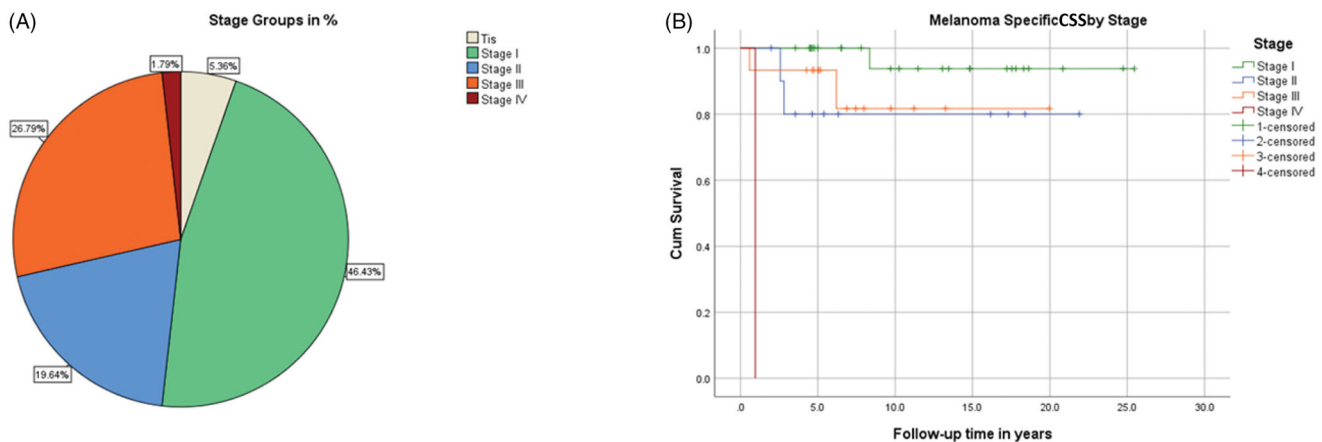 (A)
Stage Groups in %
Tis
Stage I
Stage II
Stage III
Stage IV
1.79%
5.36%
26.79%
46.43%
19.64%
(B)
Melanoma SpecificCSSbyStage
Stage
Stage I
Stage II
Stage III
Stage IV
1-censored
2-censored
3-censored
4-censored
Cum Survival
1.0
0.8
0.6
0.4
0.2
0.0
.0 5.0 10.0 15.0 20.0 25.0 30.0
Follow-up time in years